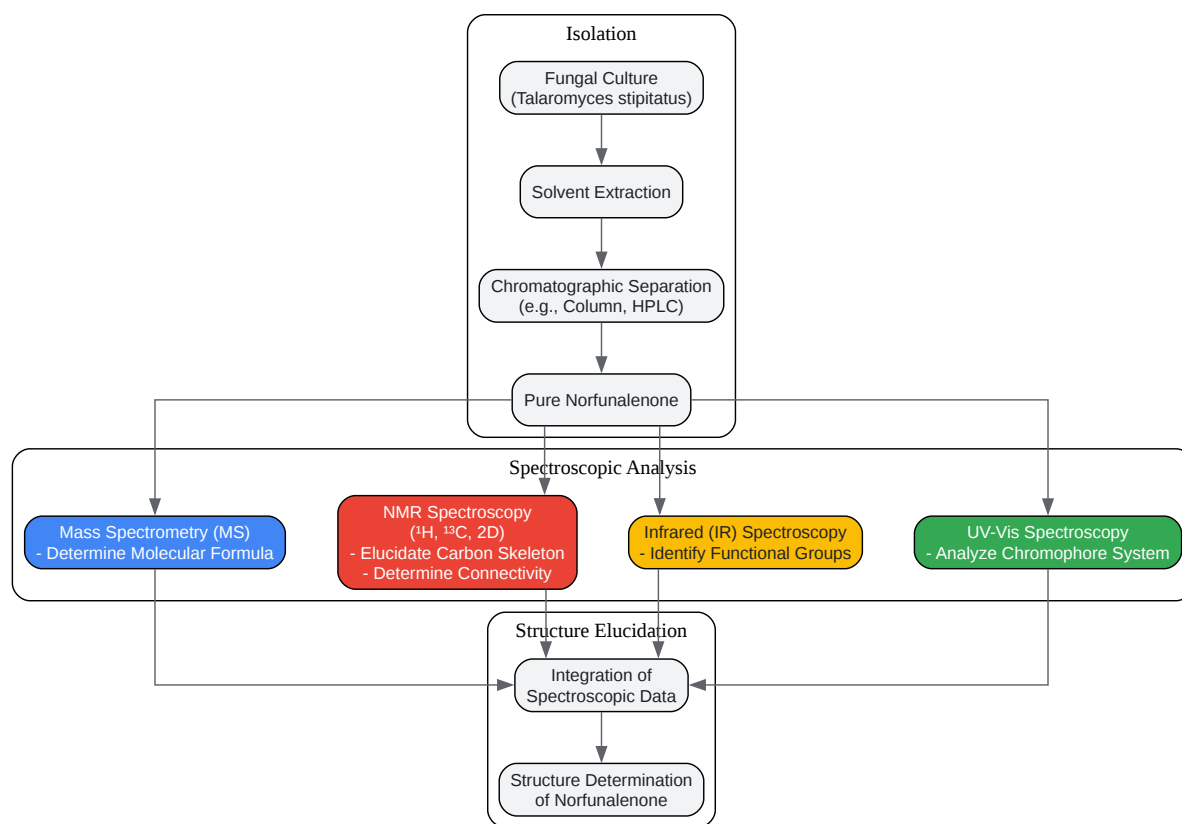 Isolation
Fungal Culture
(Talaromyces stipitatus)
Solvent Extraction
Chromatographic Separation
(e.g., Column, HPLC)
Pure Norfunalenone
Spectroscopic Analysis
Mass Spectrometry (MS)
- Determine Molecular Formula
NMR Spectroscopy
(¹H, ¹³C, 2D)
- Elucidate Carbon Skeleton
- Determine Connectivity
Infrared (IR) Spectroscopy
- Identify Functional Groups
UV-Vis Spectroscopy
- Analyze Chromophore System
Structure Elucidation
Integration of
Spectroscopic Data
Structure Determination
of Norfunalenone